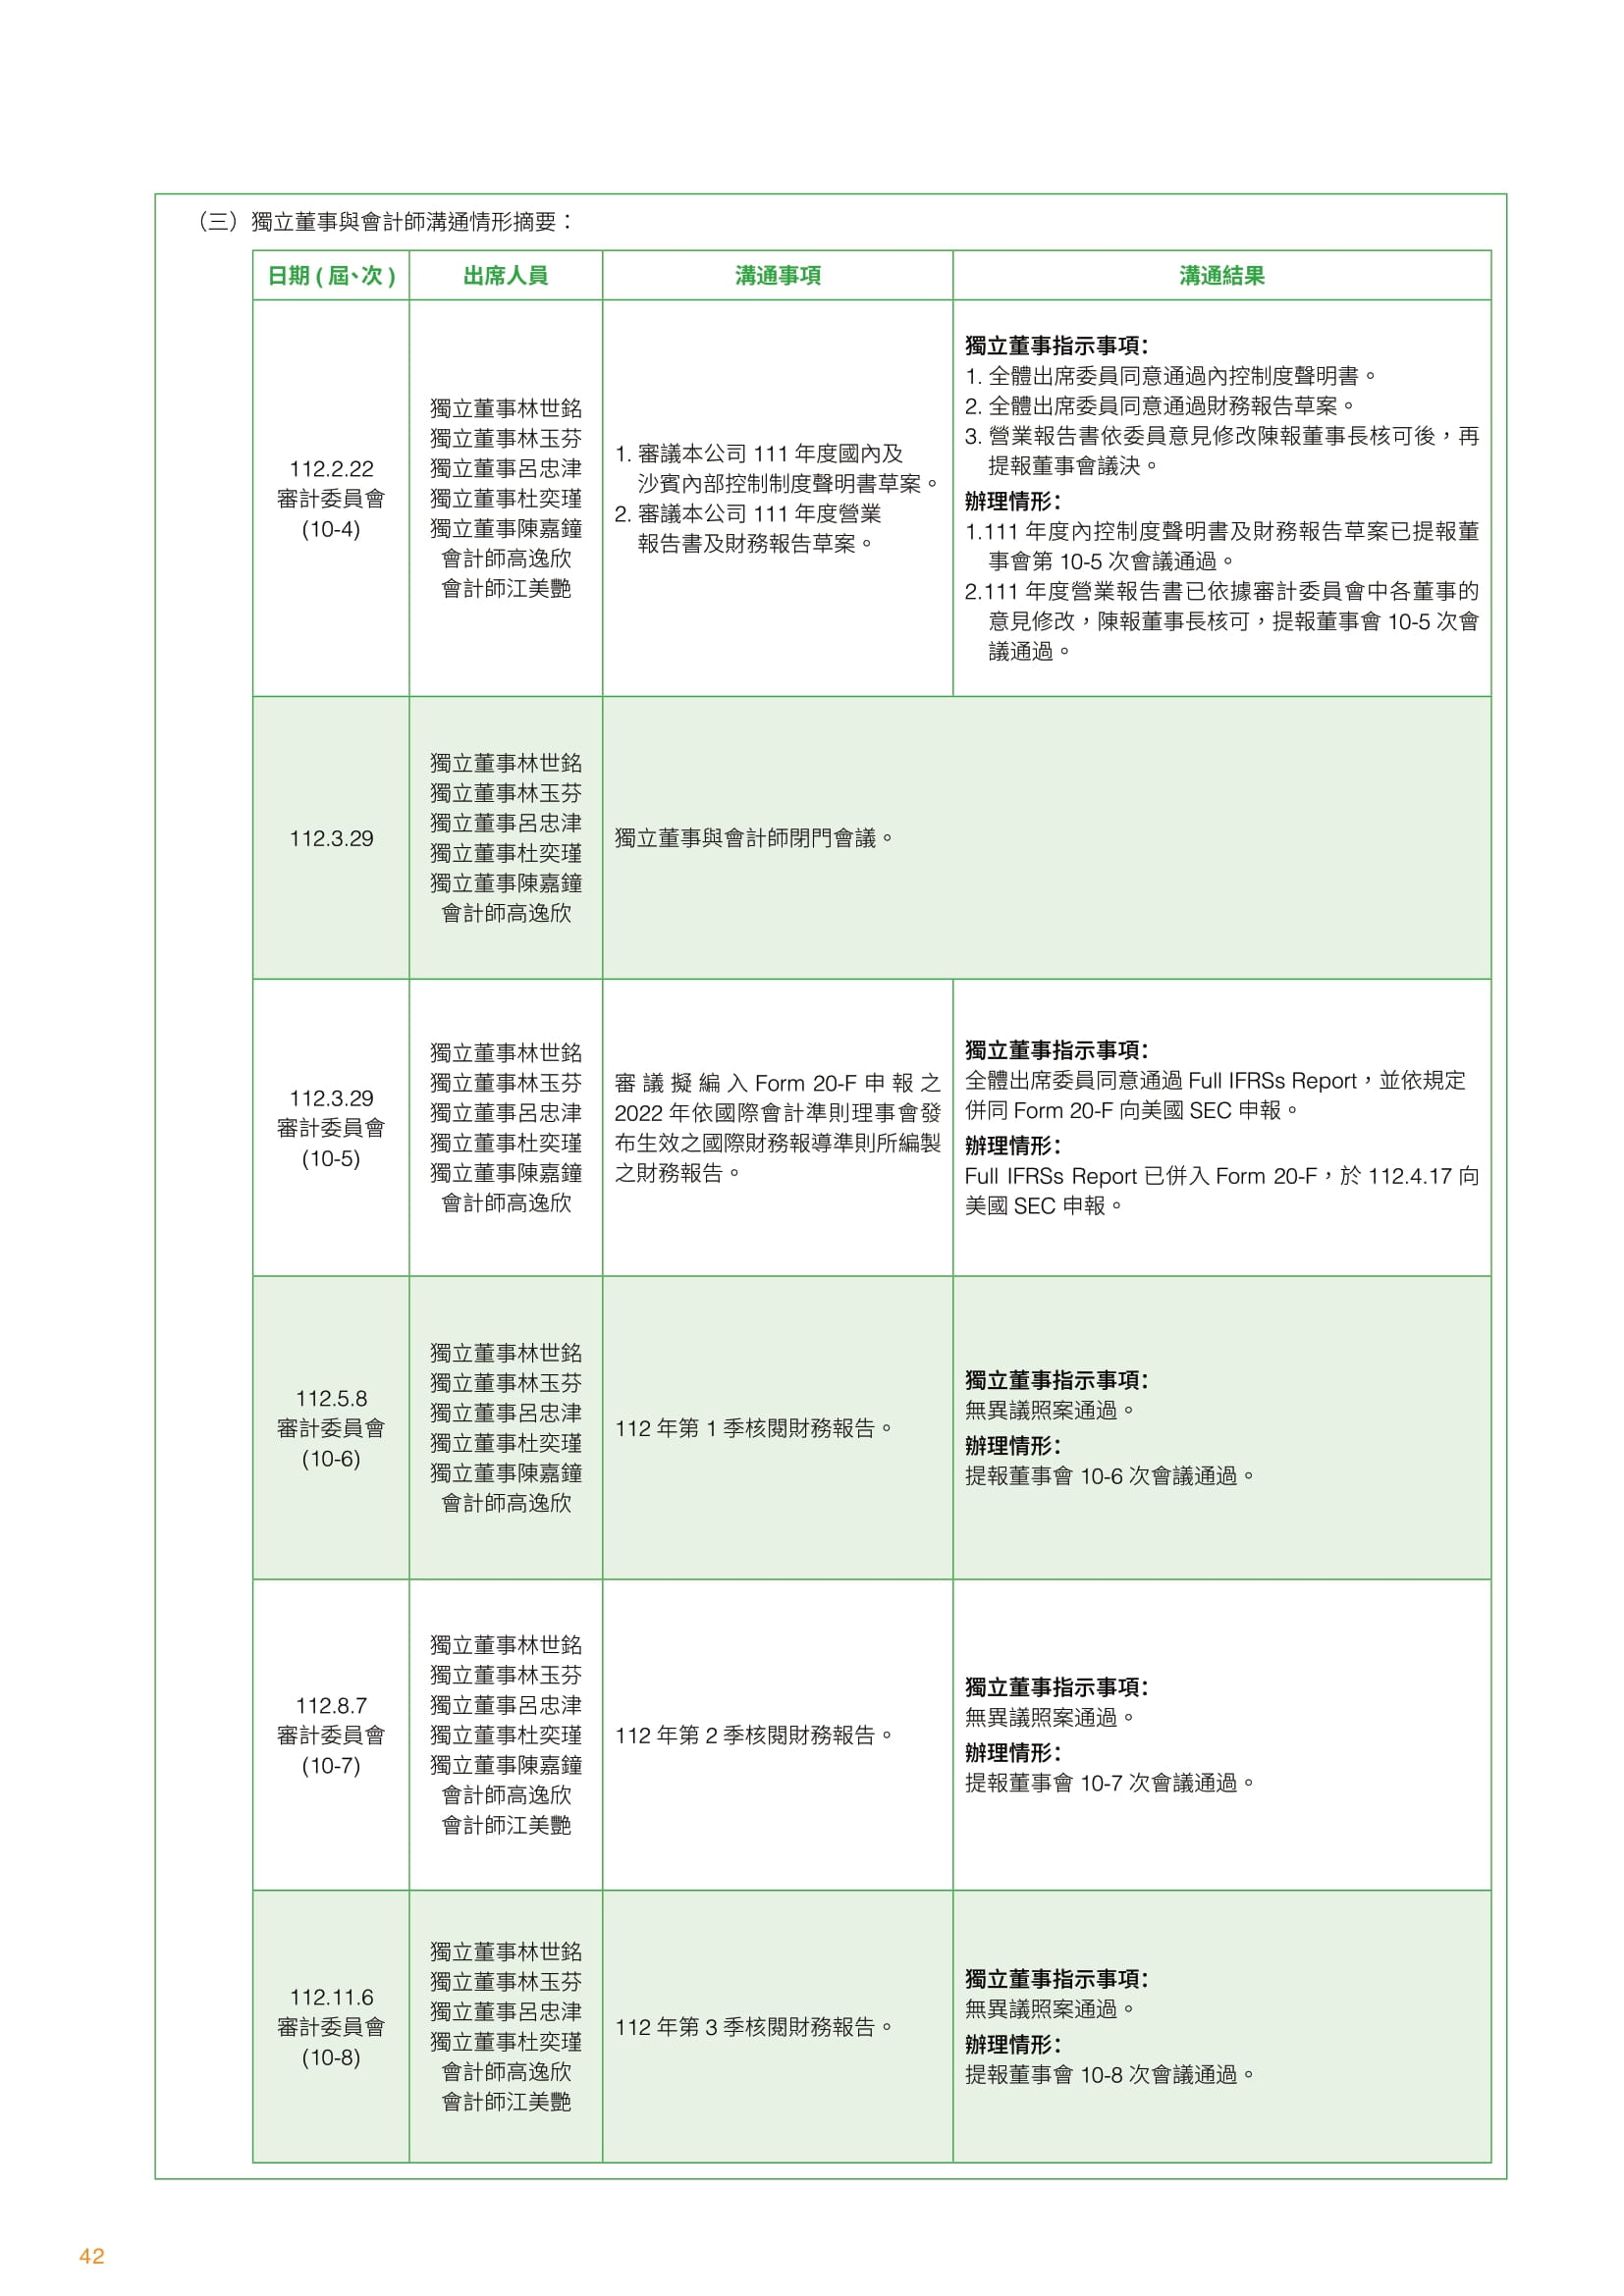 （三）獨立董事與會計師溝通情形摘要：
日期 ( 屆、次 )
出席人員
溝通事項
溝通結果
112.2.22
審計委員會
(10-4)
獨立董事林世銘
獨立董事林玉芬
獨立董事呂忠津
獨立董事杜奕瑾
獨立董事陳嘉鐘
會計師高逸欣
會計師江美艷
1. 審議本公司 111 年度國內及
沙賓內部控制制度聲明書草案。
2. 審議本公司 111 年度營業
報告書及財務報告草案。
獨立董事指示事項：
1. 全體出席委員同意通過內控制度聲明書。
2. 全體出席委員同意通過財務報告草案。
3. 營業報告書依委員意見修改陳報董事長核可後，再
提報董事會議決。
辦理情形：
1.111 年度內控制度聲明書及財務報告草案已提報董
事會第 10-5 次會議通過。
2.111 年度營業報告書已依據審計委員會中各董事的
意見修改，陳報董事長核可，提報董事會 10-5 次會
議通過。
112.3.29
獨立董事林世銘
獨立董事林玉芬
獨立董事呂忠津
獨立董事杜奕瑾
獨立董事陳嘉鐘
會計師高逸欣
獨立董事與會計師閉門會議。
112.3.29
審計委員會
(10-5)
獨立董事林世銘
獨立董事林玉芬
獨立董事呂忠津
獨立董事杜奕瑾
獨立董事陳嘉鐘
會計師高逸欣
審議擬編入 Form 20-F 申報之
2022 年依國際會計準則理事會發
布生效之國際財務報導準則所編製
之財務報告。
獨立董事指示事項：
全體出席委員同意通過 Full IFRSs Report，並依規定
併同 Form 20-F 向美國 SEC 申報。
辦理情形：
Full IFRSs Report 已併入 Form 20-F，於 112.4.17 向
美國 SEC 申報。
112.5.8
審計委員會
(10-6)
獨立董事林世銘
獨立董事林玉芬
獨立董事呂忠津
獨立董事杜奕瑾
獨立董事陳嘉鐘
會計師高逸欣
112 年第 1 季核閱財務報告。
獨立董事指示事項：
無異議照案通過。
辦理情形：
提報董事會 10-6 次會議通過。
112.8.7
審計委員會
(10-7)
獨立董事林世銘
獨立董事林玉芬
獨立董事呂忠津
獨立董事杜奕瑾
獨立董事陳嘉鐘
會計師高逸欣
會計師江美艷
112 年第 2 季核閱財務報告。
獨立董事指示事項：
無異議照案通過。
辦理情形：
提報董事會 10-7 次會議通過。
112.11.6
審計委員會
(10-8)
獨立董事林世銘
獨立董事林玉芬
獨立董事呂忠津
獨立董事杜奕瑾
會計師高逸欣
會計師江美艷
112 年第 3 季核閱財務報告。
獨立董事指示事項：
無異議照案通過。
辦理情形：
提報董事會 10-8 次會議通過。
42